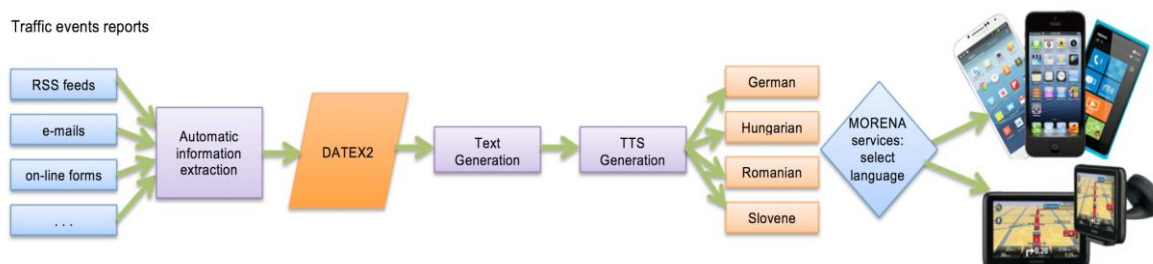 Traffic events reports
RSS feeds
e-mails
on-line forms
. . .
Automatic
information
extraction
DATEX2
Text
Generation
TTS
Generation
German
Hungarian
Romanian
Slovene
MORENA
services:
select
language